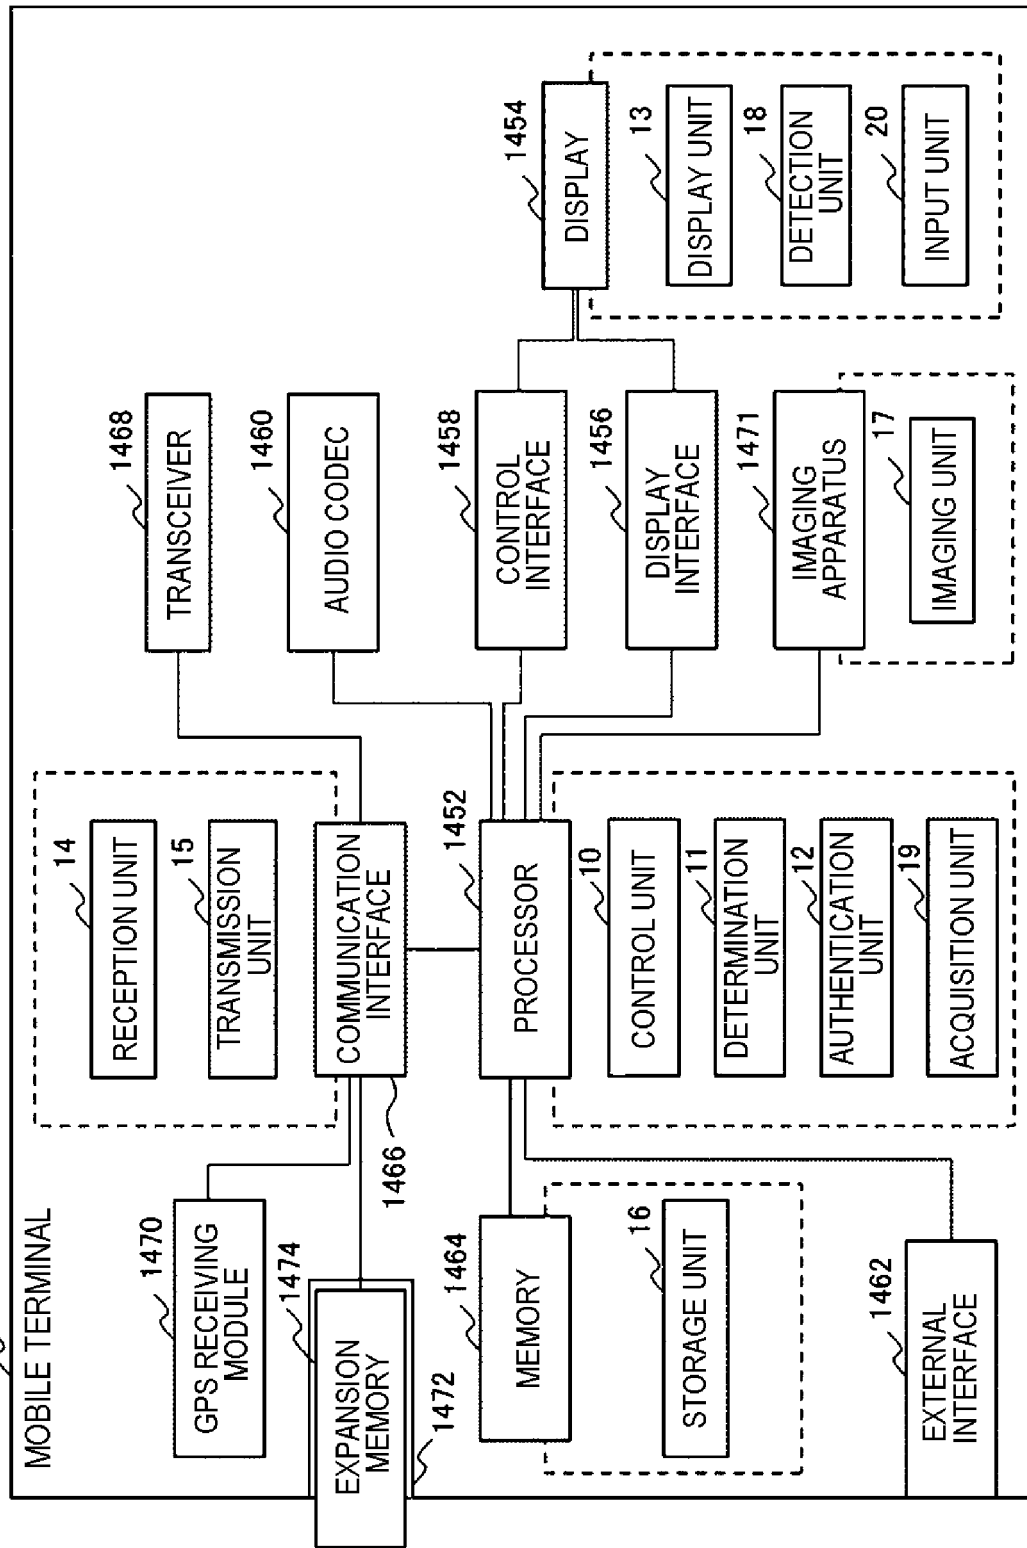 MOBILE TERMINAL
1470
GPS RECEIVING
MODULE
1474
EXPANSION
MEMORY
1472
1466
14
RECEPTION UNIT
15
TRANSMISSION
UNIT
COMMUNICATION
INTERFACE
1468
TRANSCEIVER
1460
AUDIO CODEC
1464
MEMORY
16
STORAGE UNIT
1462
EXTERNAL
INTERFACE
1452
PROCESSOR
10
CONTROL UNIT
11
DETERMINATION
UNIT
12
AUTHENTICATION
UNIT
19
ACQUISITION UNIT
1458
CONTROL
INTERFACE
1456
DISPLAY
INTERFACE
1471
IMAGING
APPARATUS
17
IMAGING UNIT
1454
DISPLAY
13
DISPLAY UNIT
18
DETECTION
UNIT
20
INPUT UNIT